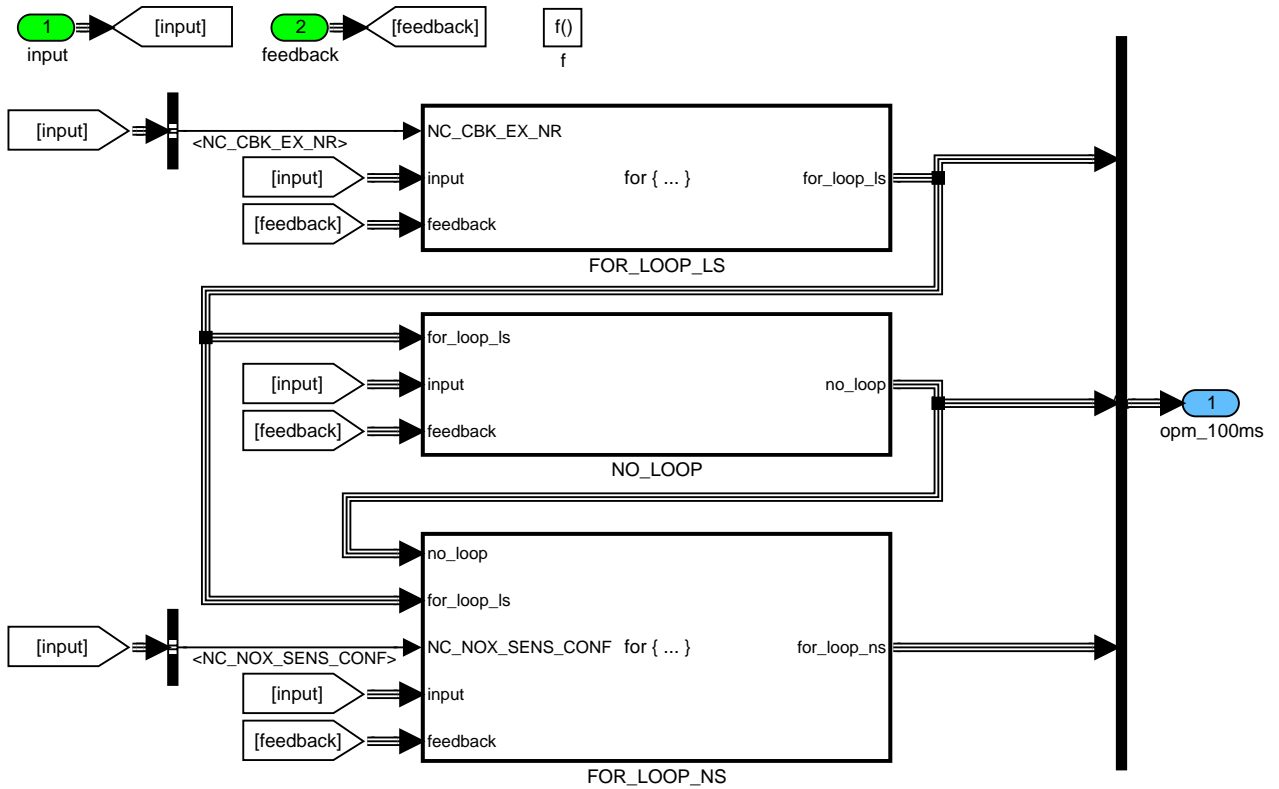 1
[input]
input
2
[feedback]
feedback
f()
f
[input]
<NC_CBK_EX_NR>
[input]
[feedback]
NC_CBK_EX_NR
input
feedback
for { ... }
for_loop_ls
FOR_LOOP_LS
for_loop_ls
[input]
input
[feedback]
feedback
no_loop
NO_LOOP
1
opm_100ms
no_loop
for_loop_ls
[input]
<NC_NOX_SENS_CONF>
NC_NOX_SENS_CONF
for { ... }
for_loop_ns
[input]
input
[feedback]
feedback
FOR_LOOP_NS